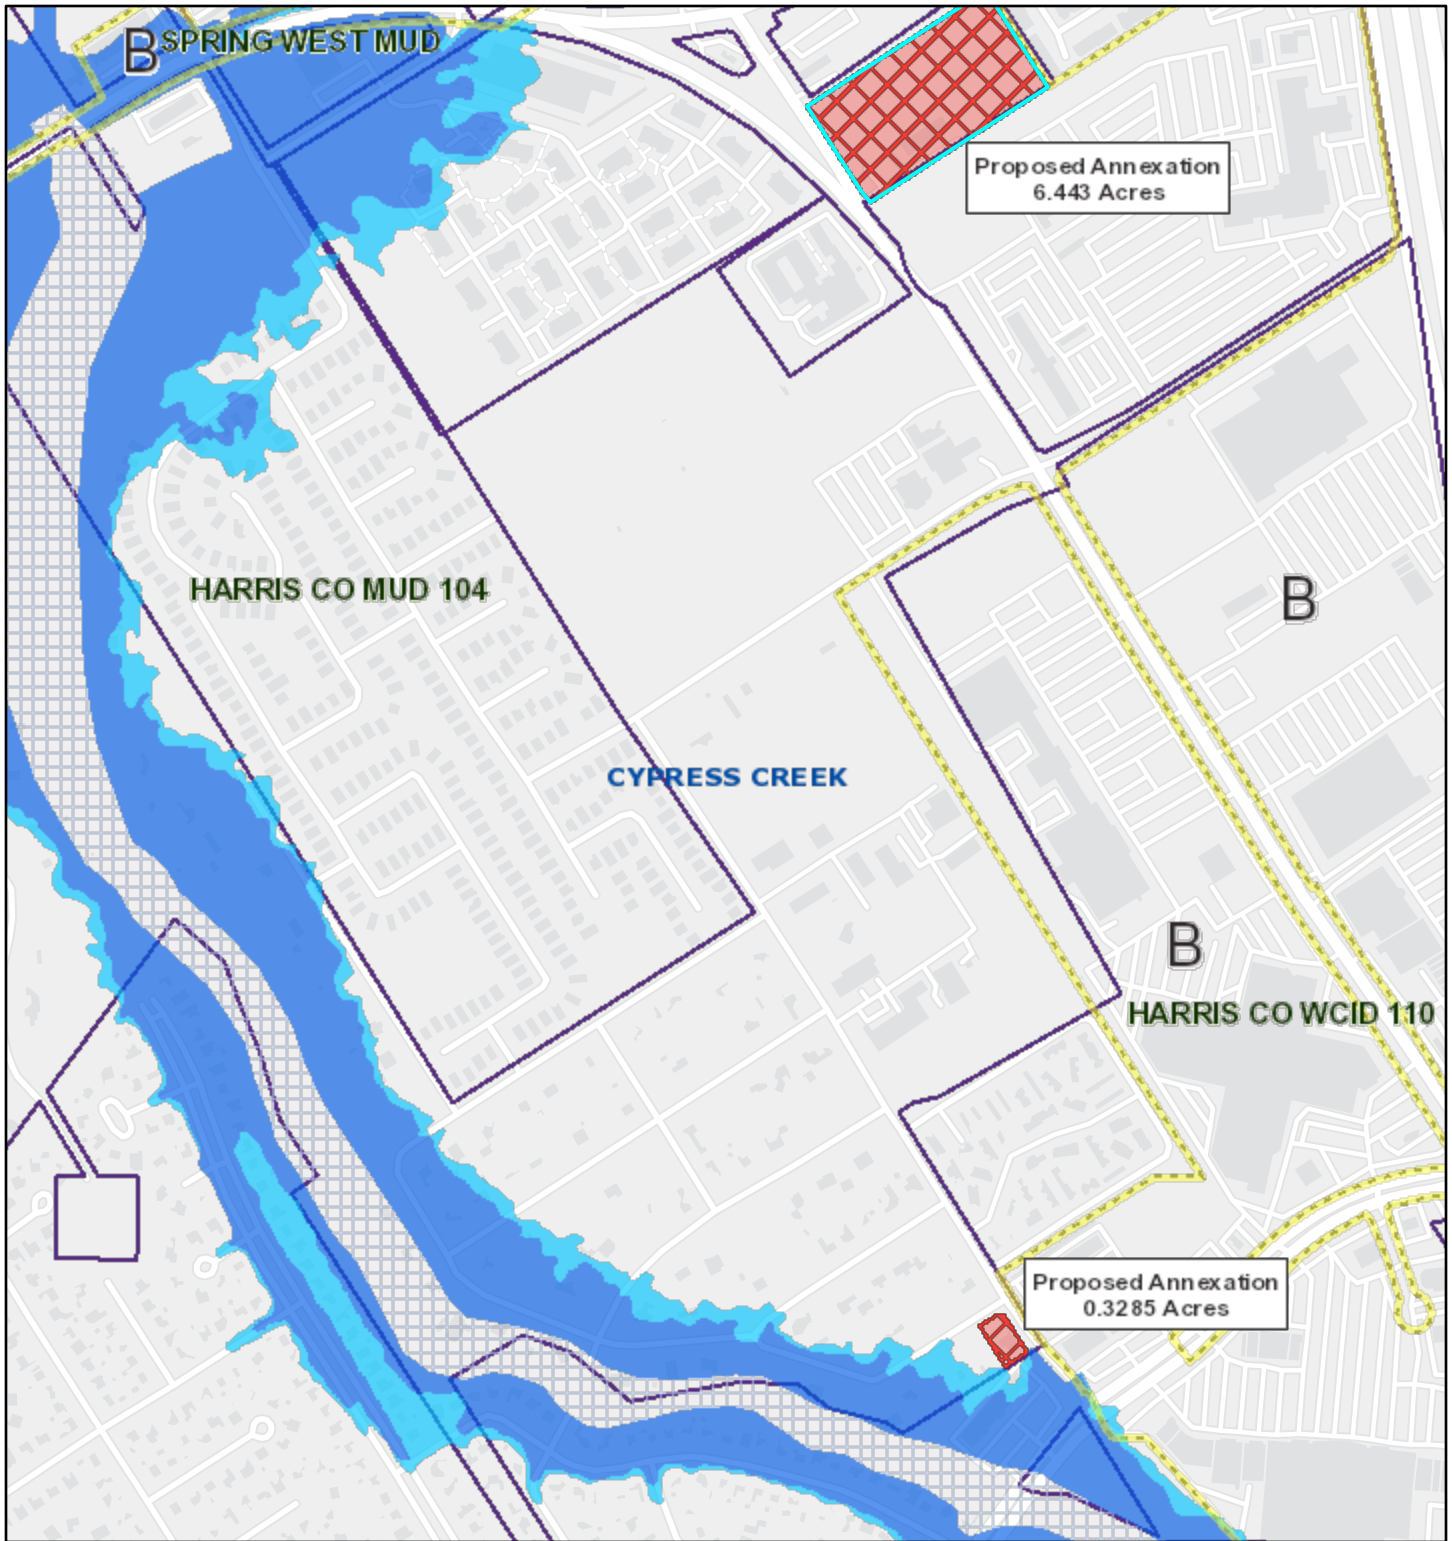 B
SPRING WEST MUD
Proposed Annexation
6.443 Acres
HARRIS CO MUD 104
B
CYPRESS CREEK
B
HARRIS CO WCID 110
Proposed Annexation
0.3285 Acres